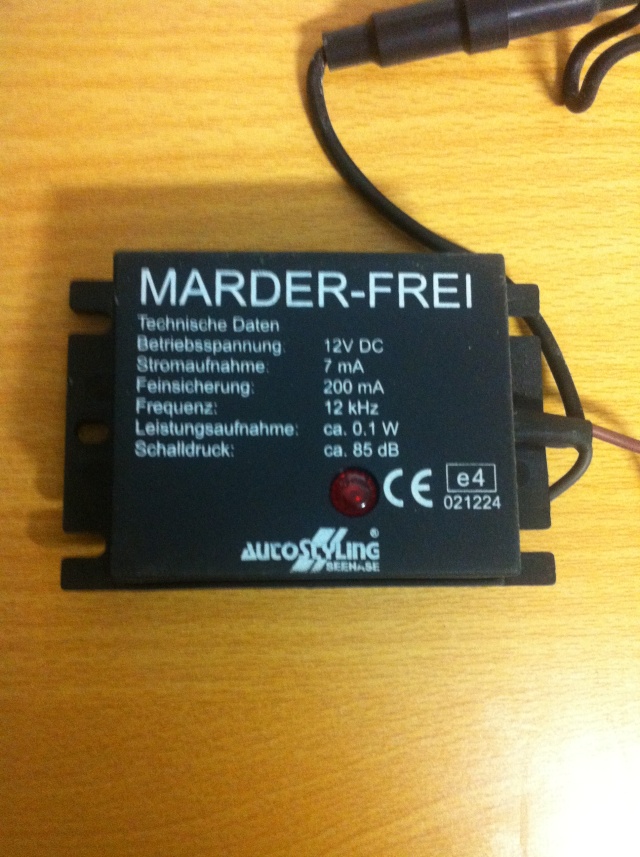 MARDER-FREI
Technische Daten
Betriebsspannung: 12V DC
Stromaufnahme: 7 mA
Feinsicherung: 200 mA
Frequenz: 12 kHz
Leistungsaufnahme: ca. 0.1 W
Schalldruck: ca. 85 dB
CE e4
021224
AUTOSTYLING®
SEEHASE